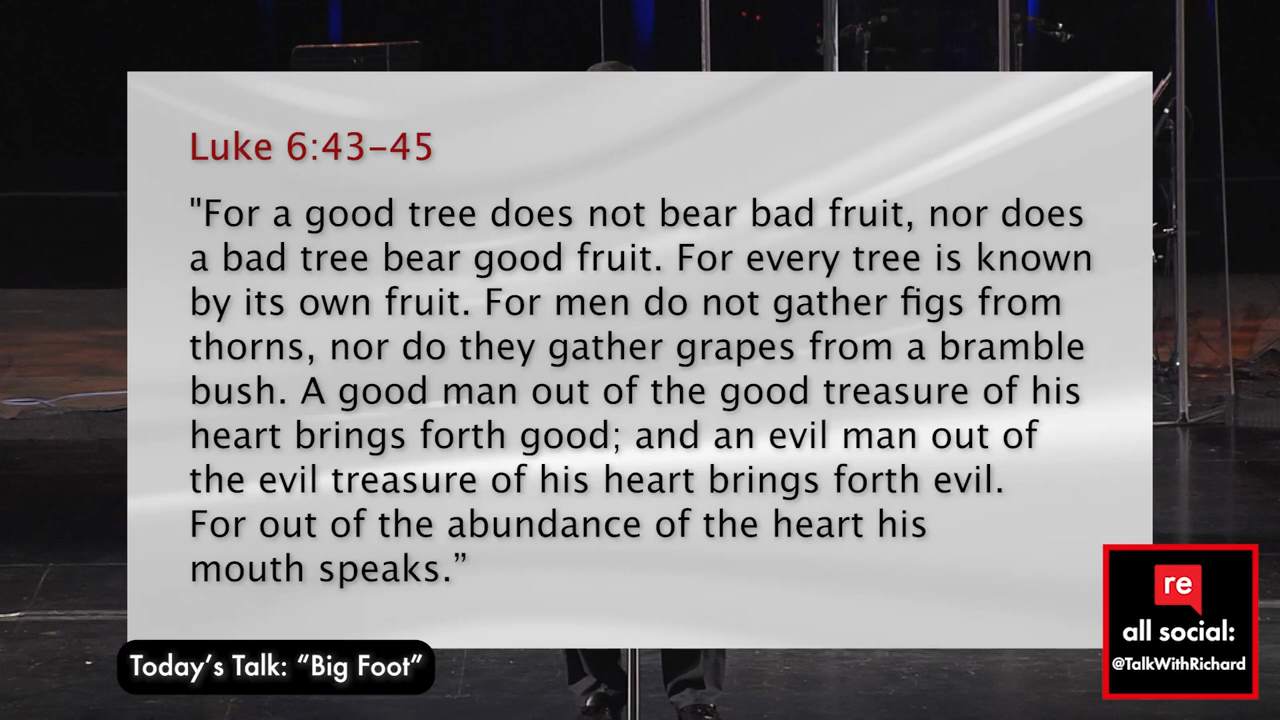 Luke 6:43–45
"For a good tree does not bear bad fruit, nor does
a bad tree bear good fruit. For every tree is known
by its own fruit. For men do not gather figs from
thorns, nor do they gather grapes from a bramble
bush. A good man out of the good treasure of his
heart brings forth good; and an evil man out of
the evil treasure of his heart brings forth evil.
For out of the abundance of the heart his
mouth speaks.”
Today’s Talk: “Big Foot”
re
all social:
@TalkWithRichard